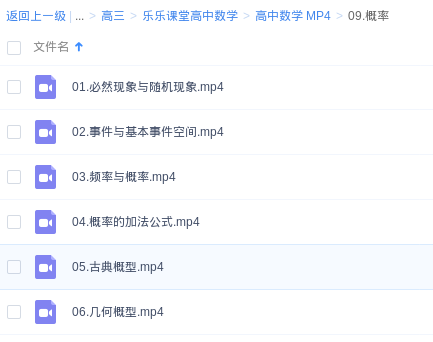 返回上一级 | ... > 高三 > 乐乐课堂高中数学 > 高中数学 MP4 > 09.概率
文件名
01.必然现象与随机现象.mp4
02.事件与基本事件空间.mp4
03.频率与概率.mp4
04.概率的加法公式.mp4
05.古典概型.mp4
06.几何概型.mp4